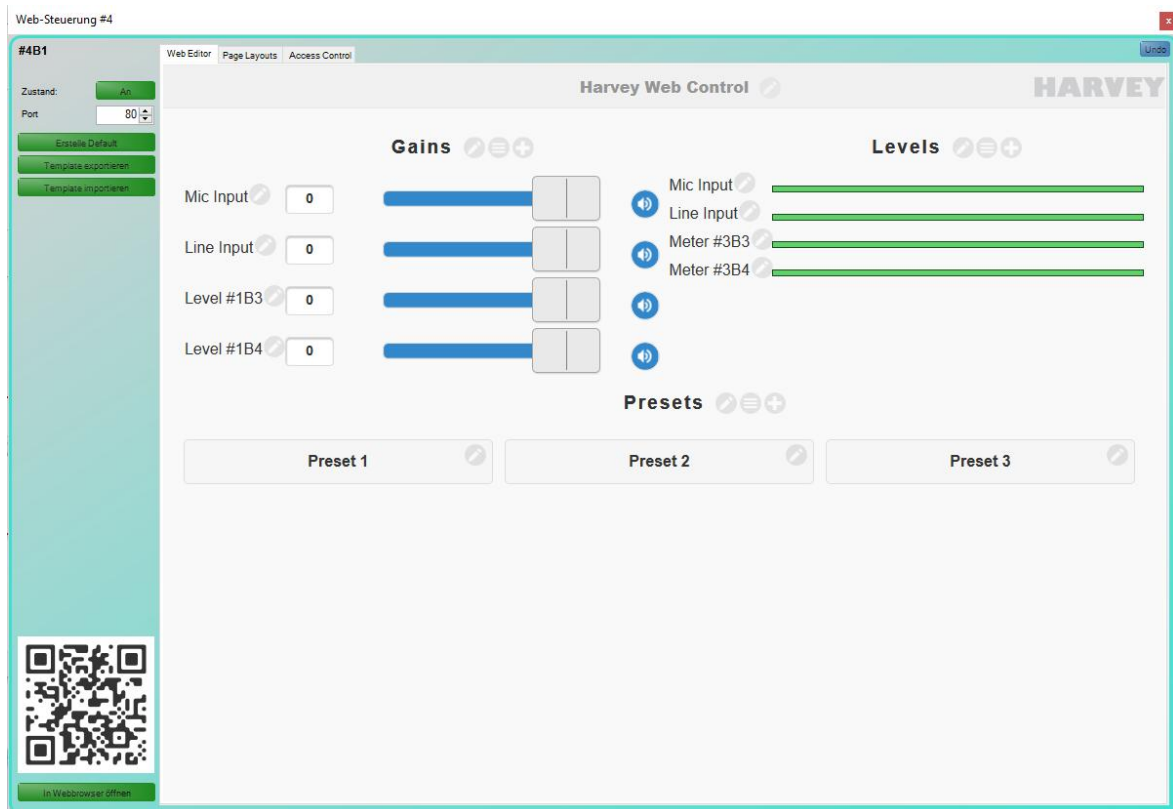 Web-Steuerung #4
x
#4B1
Web Editor Page Layouts Access Control
Undo
Zustand: An
Port 80
Erstelle Default
Template exportieren
Template importieren
Harvey Web Control
HARVEY
Gains
Levels
Mic Input 0
Line Input 0
Level #1B3 0
Level #1B4 0
Mic Input
Line Input
Meter #3B3
Meter #3B4
Presets
Preset 1 Preset 2 Preset 3
In Webbrowser öffnen